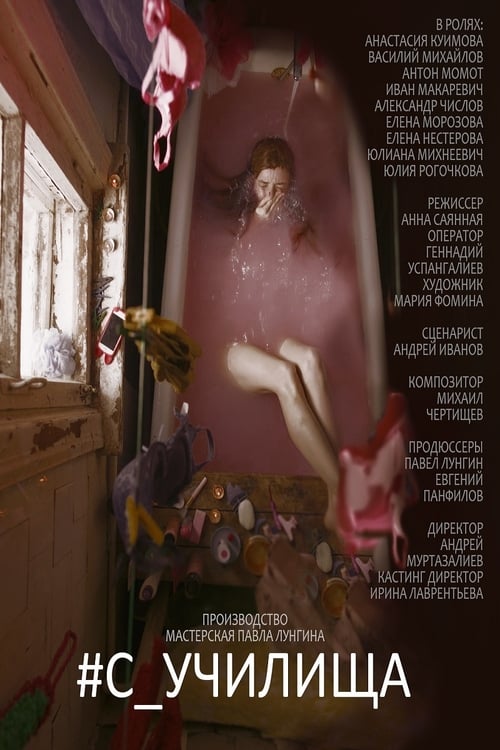 В РОЛЯХ:
АНАСТАСИЯ КУИМОВА
ВАСИЛИЙ МИХАЙЛОВ
АНТОН МОМОТ
ИВАН МАКАРЕВИЧ
АЛЕКСАНДР ЧИСЛОВ
ЕЛЕНА МОРОЗОВА
ЕЛЕНА НЕСТЕРОВА
ЮЛИАНА МИХНЕЕВИЧ
ЮЛИЯ РОГОЧКОВА
РЕЖИССЕР
АННА САЯННАЯ
ОПЕРАТОР
ГЕННАДИЙ
УСПАНГАЛИЕВ
ХУДОЖНИК
МАРИЯ ФОМИНА
СЦЕНАРИСТ
АНДРЕЙ ИВАНОВ
КОМПОЗИТОР
МИХАИЛ
ЧЕРТИЩЕВ
ПРОДЮССЕРЫ
ПАВЕЛ ЛУНГИН
ЕВГЕНИЙ
ПАНФИЛОВ
ДИРЕКТОР
АНДРЕЙ
МУРТАЗАЛИЕВ
КАСТИНГ ДИРЕКТОР
ИРИНА ЛАВРЕНТЬЕВА
ПРОИЗВОДСТВО
МАСТЕРСКАЯ ПАВЛА ЛУНГИНА
#С_УЧИЛИЩА